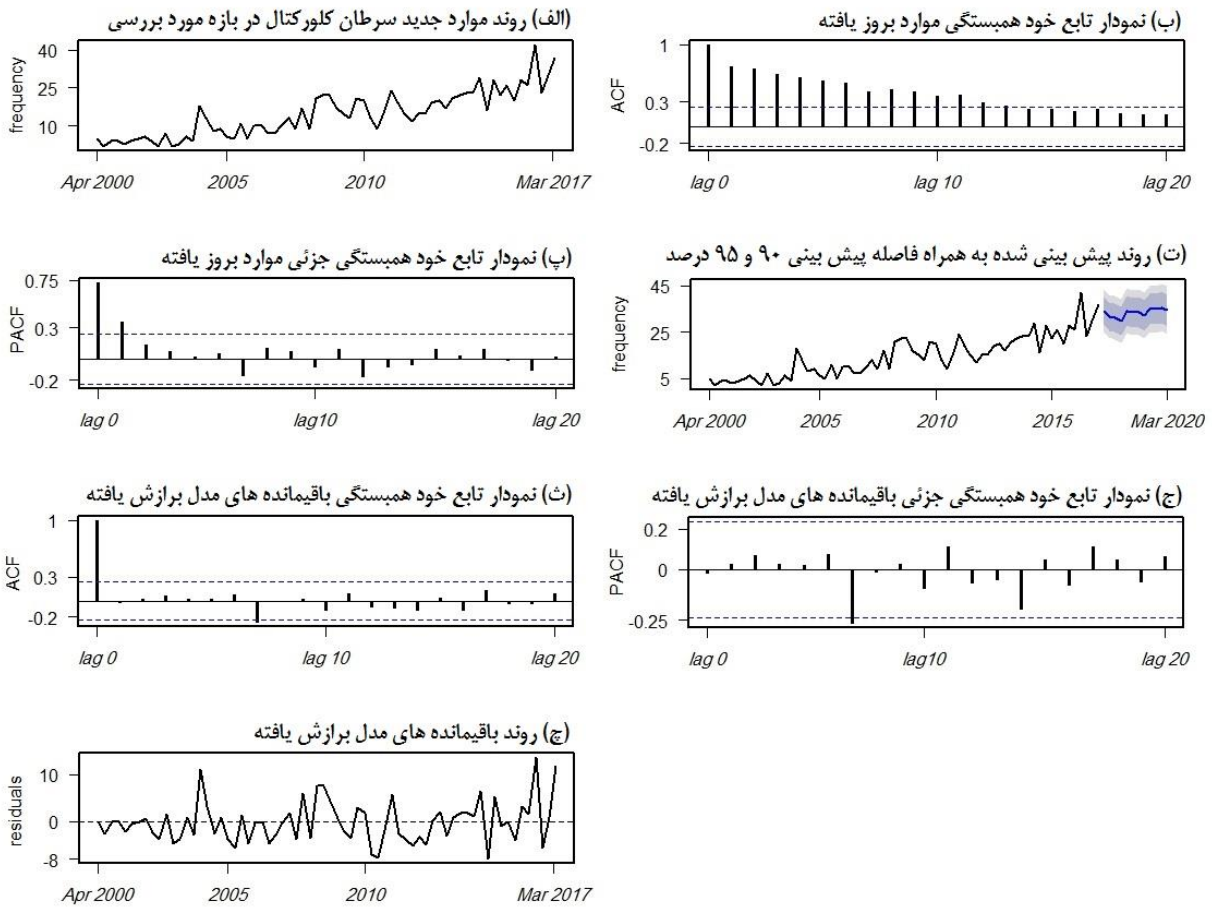 (الف) روند موارد جدید سرطان کلورکتال در بازه مورد بررسی
frequency
40
25
10
Apr 2000 2005 2010 Mar 2017
(ب) نمودار تابع خود همبستگی موارد بروز یافته
ACF
1
0.3
-0.2
lag 0 lag 10 lag 20
(پ) نمودار تابع خود همبستگی جزئی موارد بروز یافته
PACF
0.75
0.3
-0.2
lag 0 lag10 lag 20
(ت) روند پیش بینی شده به همراه فاصله پیش بینی ۹۰ و ۹۵ درصد
frequency
45
25
5
Apr 2000 2005 2010 2015 Mar 2020
(ث) نمودار تابع خود همبستگی باقیمانده های مدل برازش یافته
ACF
1
0.3
-0.2
lag 0 lag 10 lag 20
(ج) نمودار تابع خود همبستگی جزئی باقیمانده های مدل برازش یافته
PACF
0.2
0
-0.25
lag 0 lag10 lag 20
(چ) روند باقیمانده های مدل برازش یافته
residuals
10
0
-8
Apr 2000 2005 2010 Mar 2017